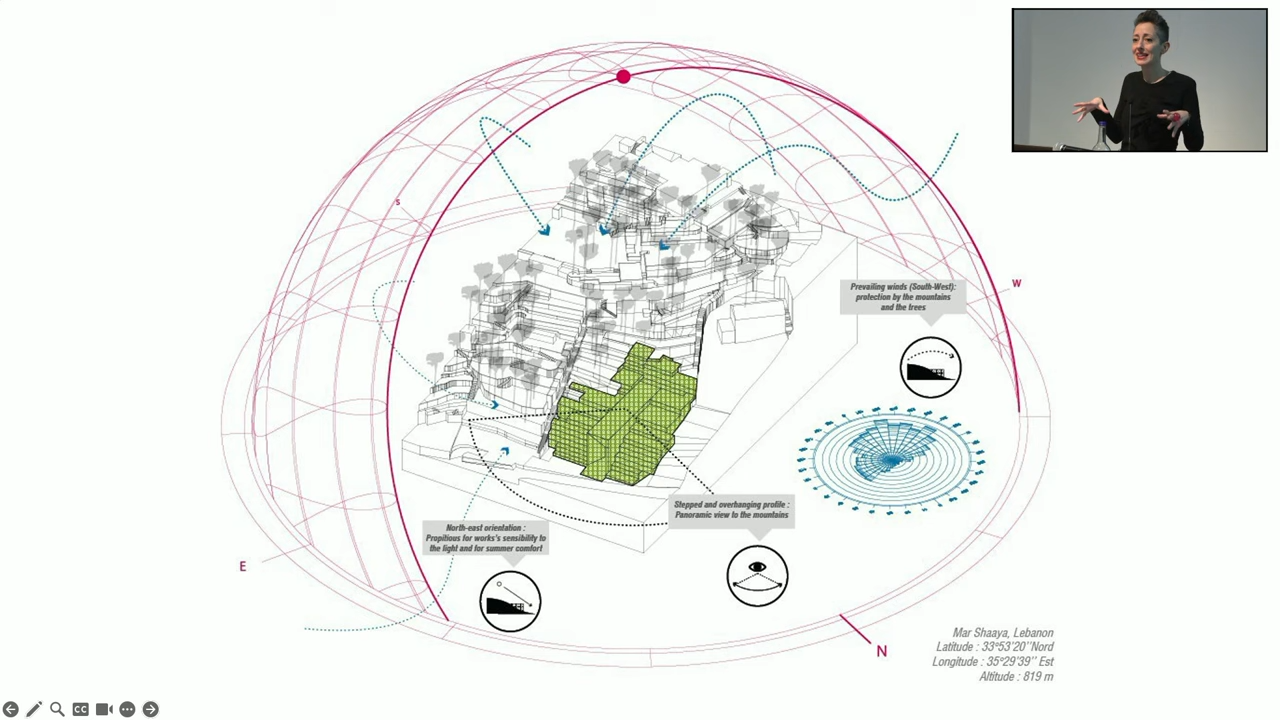 S
W
Prevailing winds (South-West):
protection by the mountains
and the trees
Stepped and overhanging profile :
Panoramic view to the mountains
North-east orientation :
Propitious for works's sensibility to
the light and for summer comfort
E
N
Mar Shaaya, Lebanon
Latitude : 33°53'20''Nord
Longitude : 35°29'39'' Est
Altitude : 819 m
CC